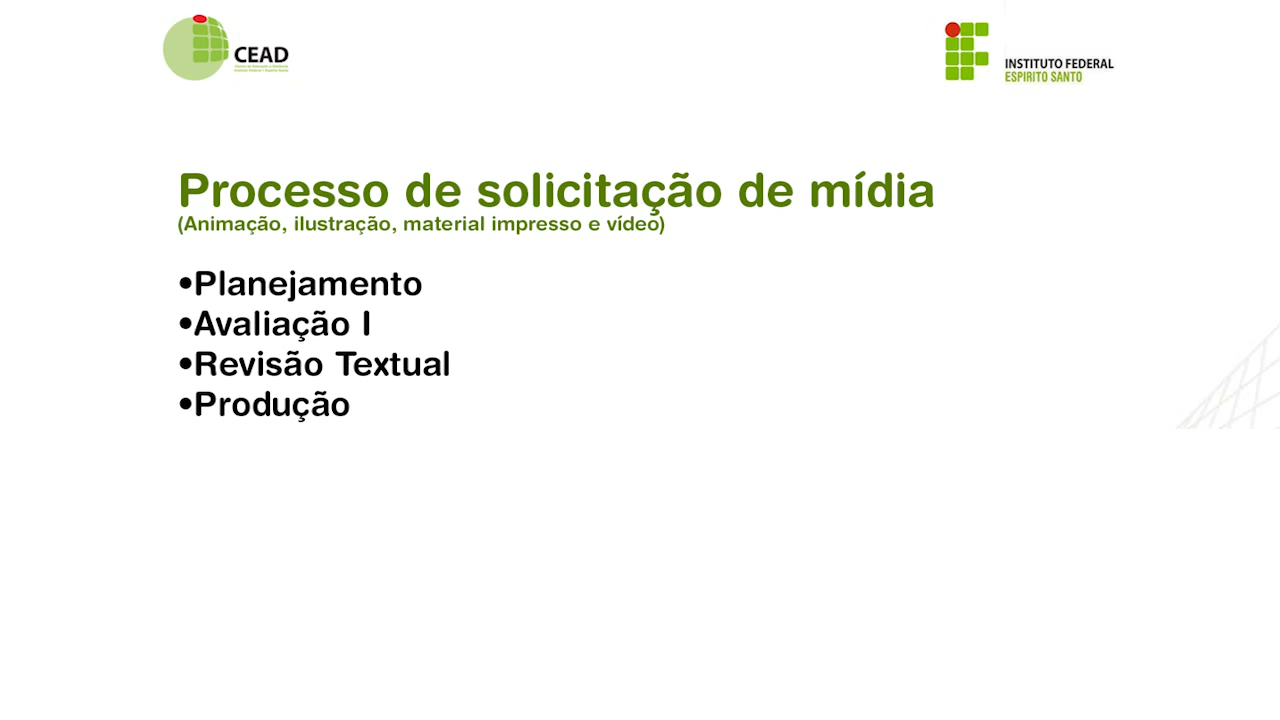 CEAD
INSTITUTO FEDERAL
ESPIRITO SANTO
Processo de solicitação de mídia
(Animação, ilustração, material impresso e vídeo)
•Planejamento
•Avaliação I
•Revisão Textual
•Produção